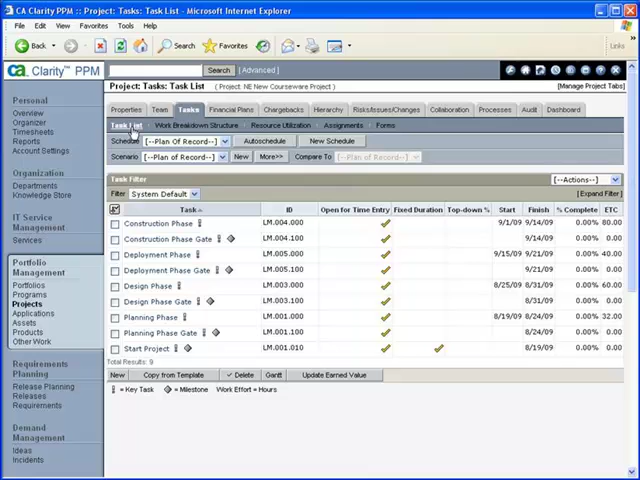 CA Clarity PPM :: Project: Tasks: Task List - Microsoft Internet Explorer
File Edit View Favorites Tools Help
Back Search Favorites Links
ca Clarity™ PPM Search [ Advanced ]
Project: Tasks: Task List ( Project: NE New Courseware Project ) [Manage Project Tabs]
Properties Team Tasks Financial Plans Chargebacks Hierarchy Risks/Issues/Changes Collaboration Processes Audit Dashboard
Task List · Work Breakdown Structure · Resource Utilization · Assignments · Forms
Schedule [--Plan Of Record--] Autoschedule New Schedule
Scenario [--Plan of Record--] New More>> Compare To [--Plan of Record--]
Task Filter [--Actions--]
Filter System Default [ Expand Filter ]
Task ID Open for Time Entry Fixed Duration Top-down % Start Finish % Complete ETC
Construction Phase LM.004.000 9/1/09 9/14/09 0.00% 80.00
Construction Phase Gate LM.004.100 9/14/09 0.00% 0.00
Deployment Phase LM.005.000 9/15/09 9/21/09 0.00% 40.00
Deployment Phase Gate LM.005.100 9/21/09 0.00% 0.00
Design Phase LM.003.000 8/25/09 8/31/09 0.00% 60.00
Design Phase Gate LM.003.100 8/31/09 0.00% 0.00
Planning Phase LM.001.000 8/19/09 8/24/09 0.00% 32.00
Planning Phase Gate LM.001.100 8/24/09 0.00% 0.00
Start Project LM.001.010 8/19/09 0.00% 0.00
Total Results: 9
New Copy from Template Delete Gantt Update Earned Value
= Key Task = Milestone Work Effort = Hours
Personal
Overview
Organizer
Timesheets
Reports
Account Settings
Organization
Departments
Knowledge Store
IT Service
Management
Services
Portfolio
Management
Portfolios
Programs
Projects
Applications
Assets
Products
Other Work
Requirements
Planning
Release Planning
Releases
Requirements
Demand
Management
Ideas
Incidents